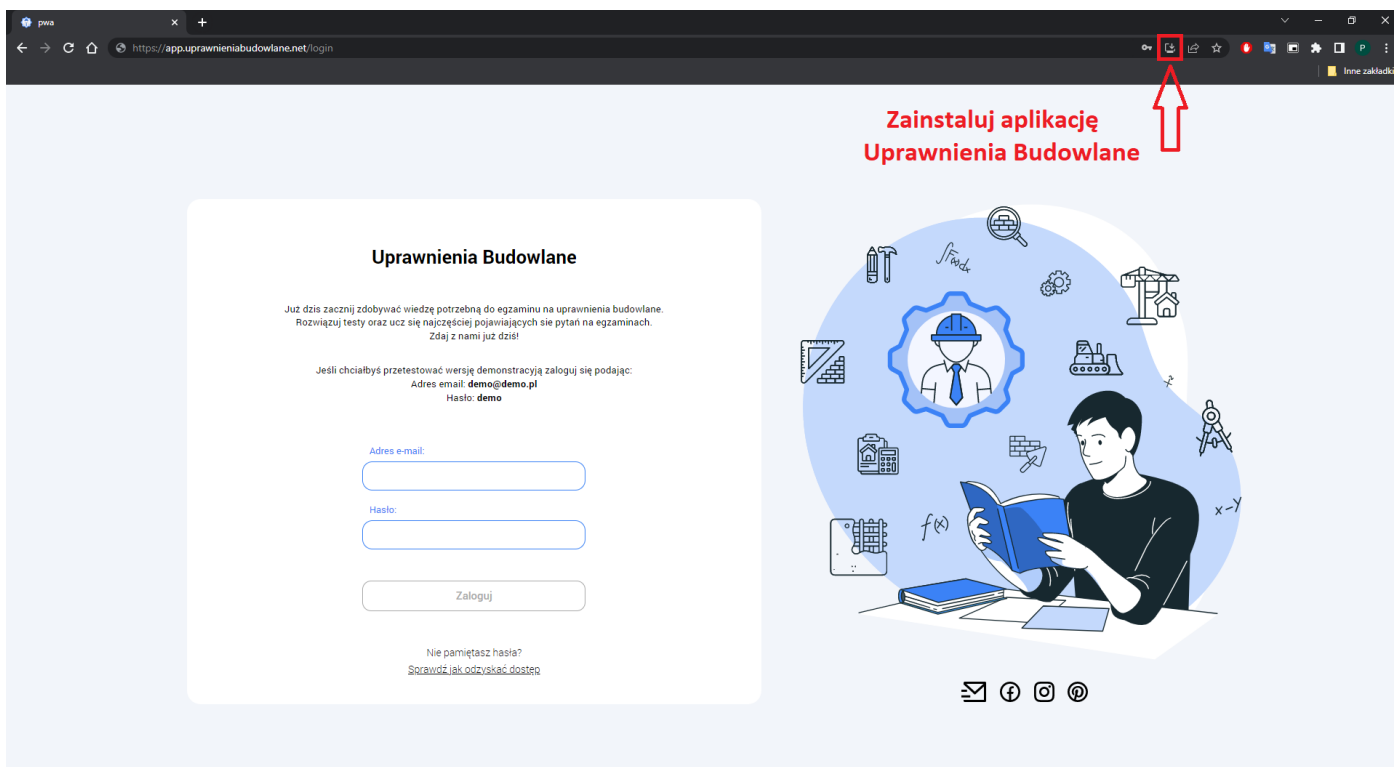 pwa
https://app.uprawnieniabudowlane.net/login
P
Inne zakładki
Zainstaluj aplikację
Uprawnienia Budowlane
Uprawnienia Budowlane
Już dzis zacznij zdobywać wiedzę potrzebną do egzaminu na uprawnienia budowlane.
Rozwiązuj testy oraz ucz się najczęściej pojawiających sie pytań na egzaminach.
Zdaj z nami już dziś!
Jeśli chciałbyś przetestować wersję demonstracyją zaloguj się podając:
Adres email: demo@demo.pl
Hasło: demo
Adres e-mail:
Hasło:
Zaloguj
Nie pamiętasz hasła?
Sprawdź jak odzyskać dostęp
x²
f(x)
x-y